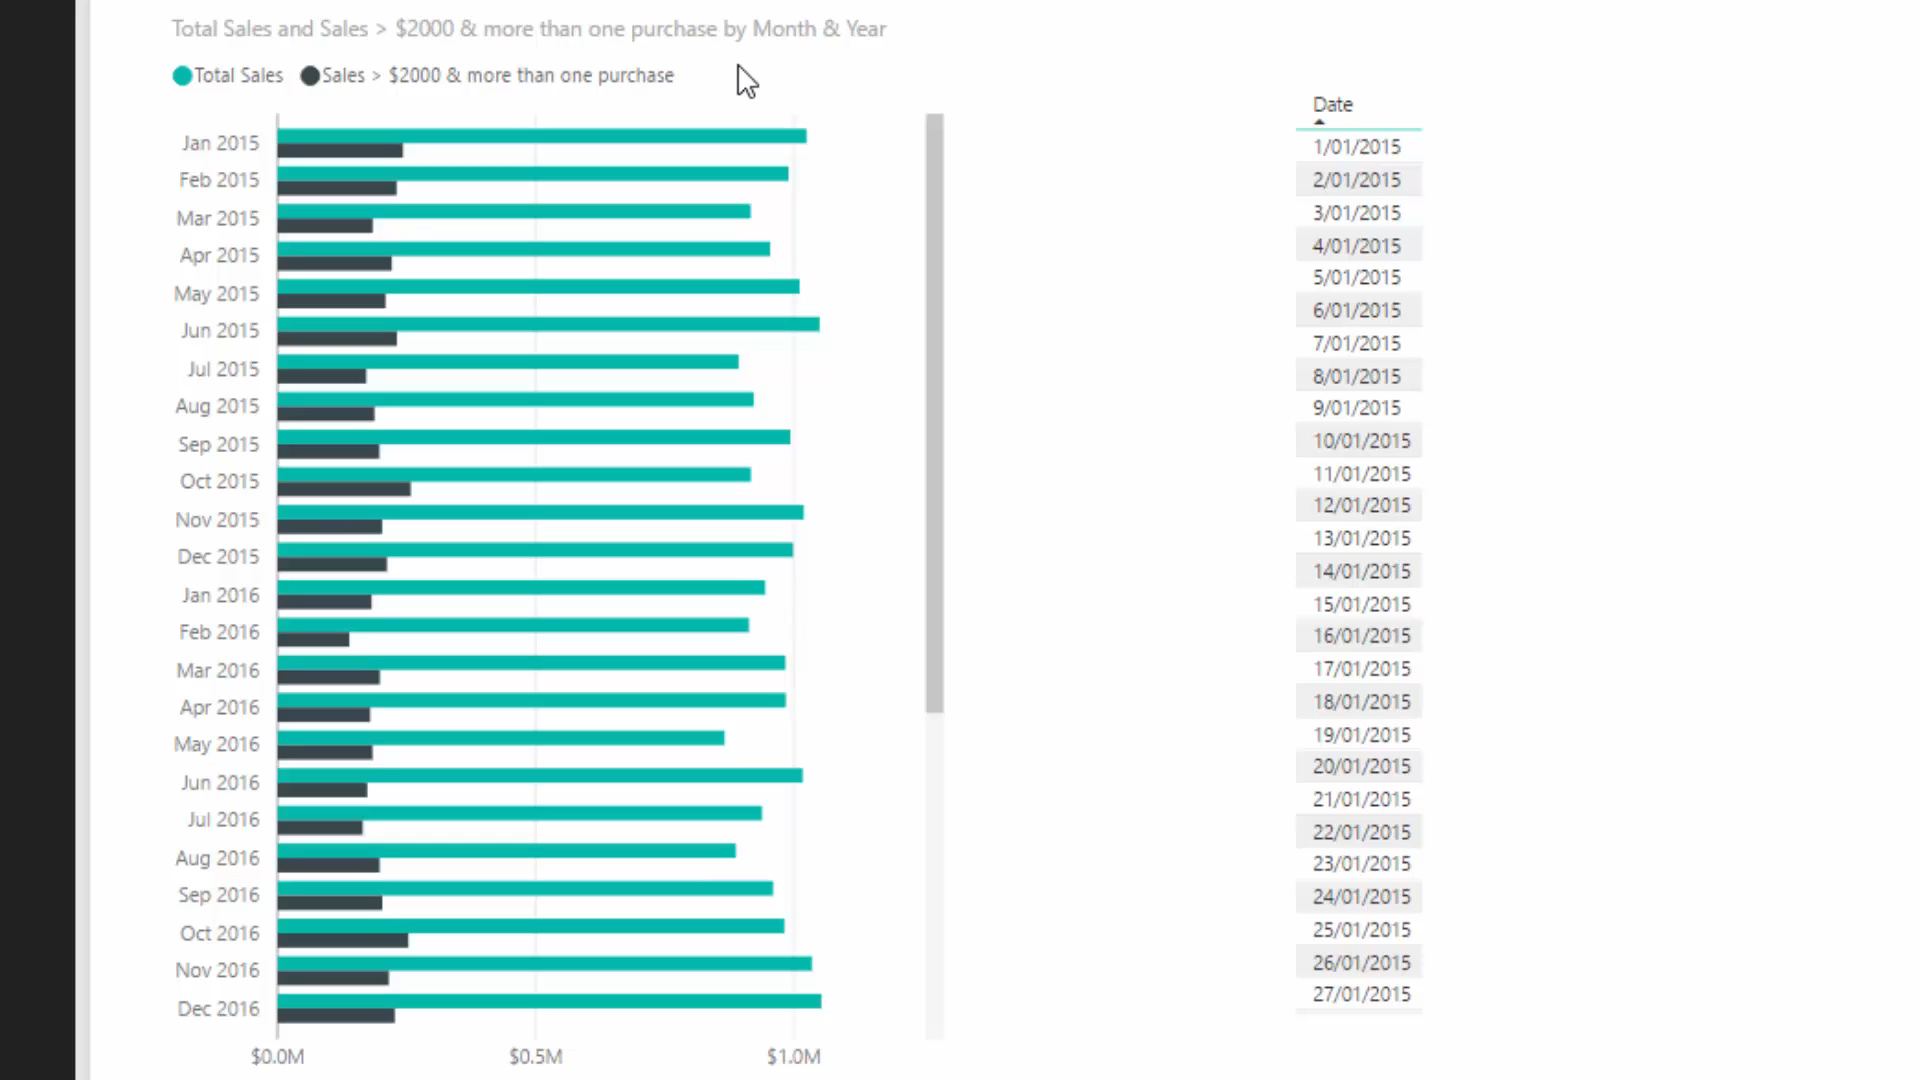 Total Sales and Sales > $2000 & more than one purchase by Month & Year
Total Sales Sales > $2000 & more than one purchase
Jan 2015
Feb 2015
Mar 2015
Apr 2015
May 2015
Jun 2015
Jul 2015
Aug 2015
Sep 2015
Oct 2015
Nov 2015
Dec 2015
Jan 2016
Feb 2016
Mar 2016
Apr 2016
May 2016
Jun 2016
Jul 2016
Aug 2016
Sep 2016
Oct 2016
Nov 2016
Dec 2016
$0.0M $0.5M $1.0M
Date
1/01/2015
2/01/2015
3/01/2015
4/01/2015
5/01/2015
6/01/2015
7/01/2015
8/01/2015
9/01/2015
10/01/2015
11/01/2015
12/01/2015
13/01/2015
14/01/2015
15/01/2015
16/01/2015
17/01/2015
18/01/2015
19/01/2015
20/01/2015
21/01/2015
22/01/2015
23/01/2015
24/01/2015
25/01/2015
26/01/2015
27/01/2015